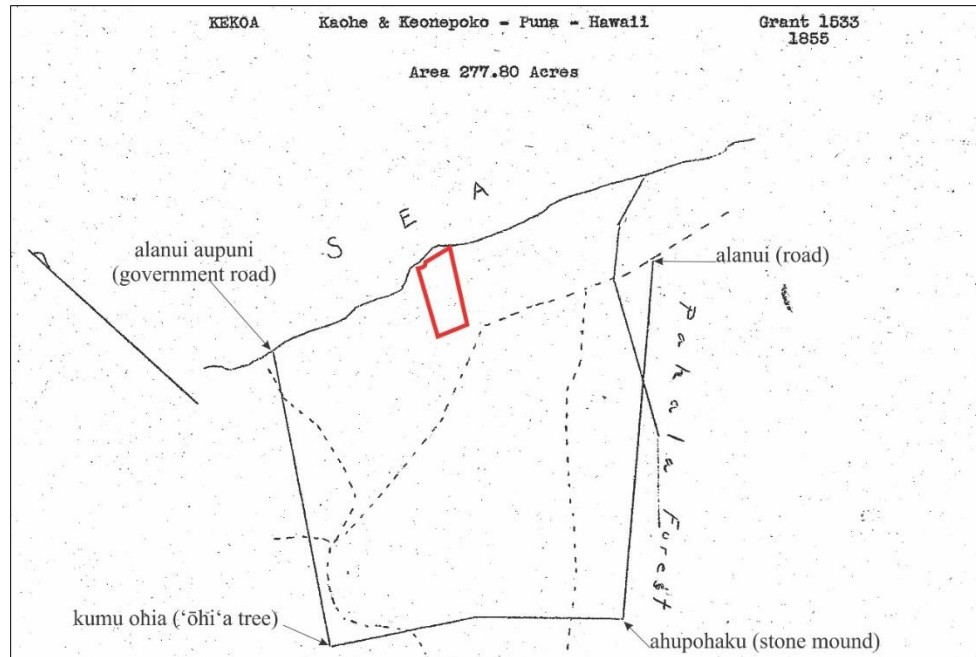 KEKOA Kaohe & Keonepoko - Puna - Hawaii Grant 1533
1855
Area 277.80 Acres
S E A
alanui aupuni
(government road)
alanui (road)
Pahala Forest
kumu ohia (ʻōhiʻa tree)
ahupohaku (stone mound)